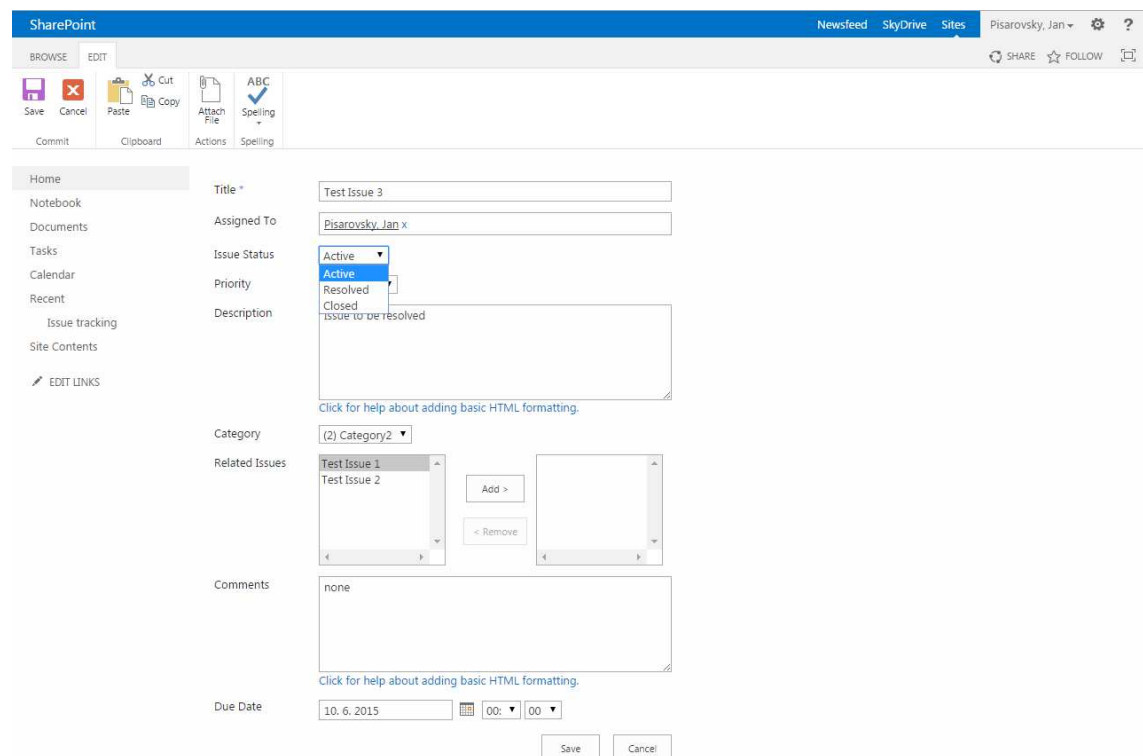 SharePoint Newsfeed SkyDrive Sites Pisarovsky, Jan ?
BROWSE EDIT SHARE FOLLOW
Cut
Copy
ABC
Save Cancel Paste Attach File Spelling
Commit Clipboard Actions Spelling
Home
Notebook
Documents
Tasks
Calendar
Recent
Issue tracking
Site Contents
EDIT LINKS
Title * Test Issue 3
Assigned To Pisarovsky, Jan x
Issue Status Active
Active
Resolved
Closed
Priority
Description Issue to be resolved
Click for help about adding basic HTML formatting.
Category (2) Category2
Related Issues Test Issue 1
Test Issue 2
Add >
< Remove
Comments none
Click for help about adding basic HTML formatting.
Due Date 10. 6. 2015 00: 00
Save Cancel